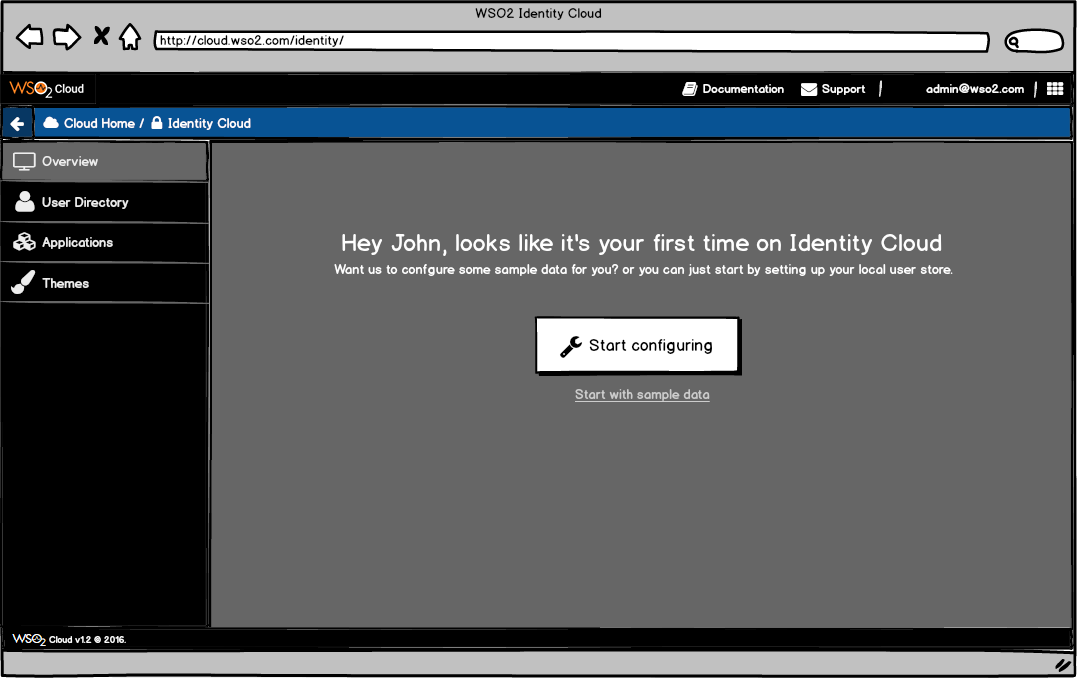 WSO2 Identity Cloud
http://cloud.wso2.com/identity/
WSO2 Cloud
Documentation Support | admin@wso2.com |
Cloud Home / Identity Cloud
Overview
User Directory
Applications
Themes
Hey John, looks like it's your first time on Identity Cloud
Want us to confgure some sample data for you? or you can just start by setting up your local user store.
Start configuring
Start with sample data
WSO2 Cloud v1.2 © 2016.